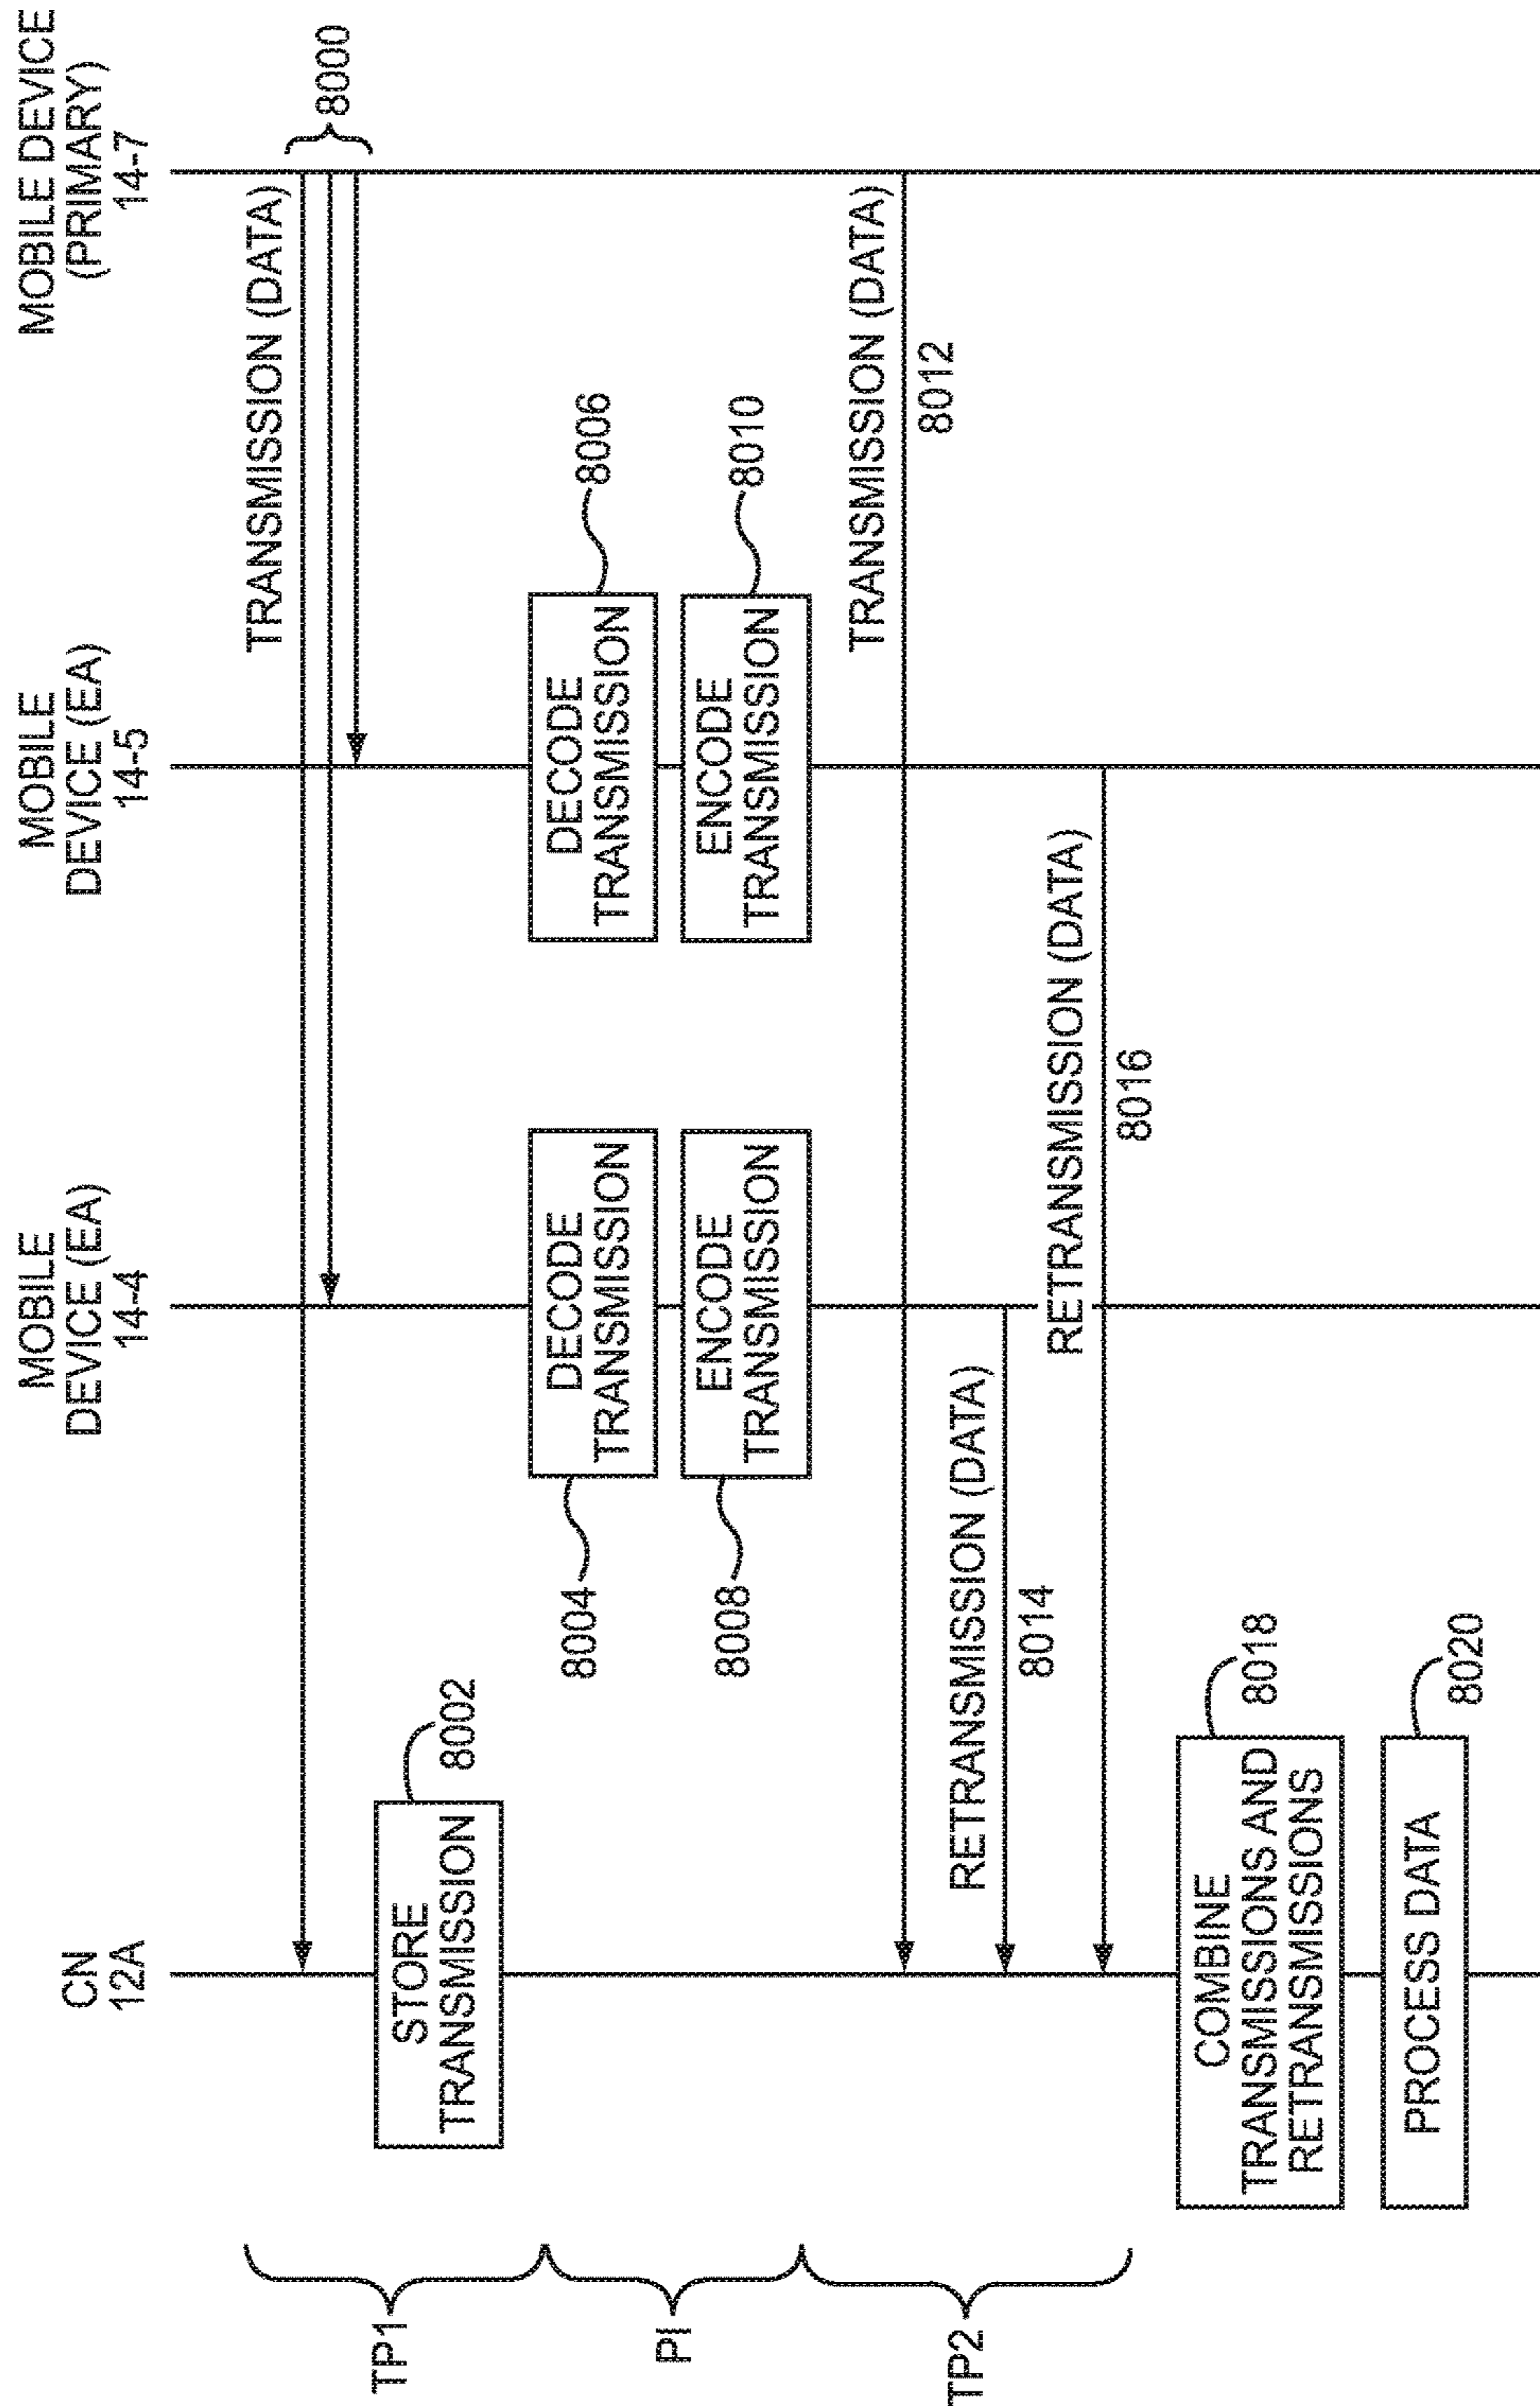 CN
12A
MOBILE
DEVICE (EA)
14-4
MOBILE
DEVICE (EA)
14-5
MOBILE DEVICE
(PRIMARY)
14-7
TP1
TRANSMISSION (DATA)
8000
STORE
TRANSMISSION
8002
PI
8004
DECODE
TRANSMISSION
DECODE
TRANSMISSION
8006
8008
ENCODE
TRANSMISSION
ENCODE
TRANSMISSION
8010
TP2
TRANSMISSION (DATA)
8012
RETRANSMISSION (DATA)
8014
RETRANSMISSION (DATA)
8016
COMBINE
TRANSMISSIONS AND
RETRANSMISSIONS
8018
PROCESS DATA
8020